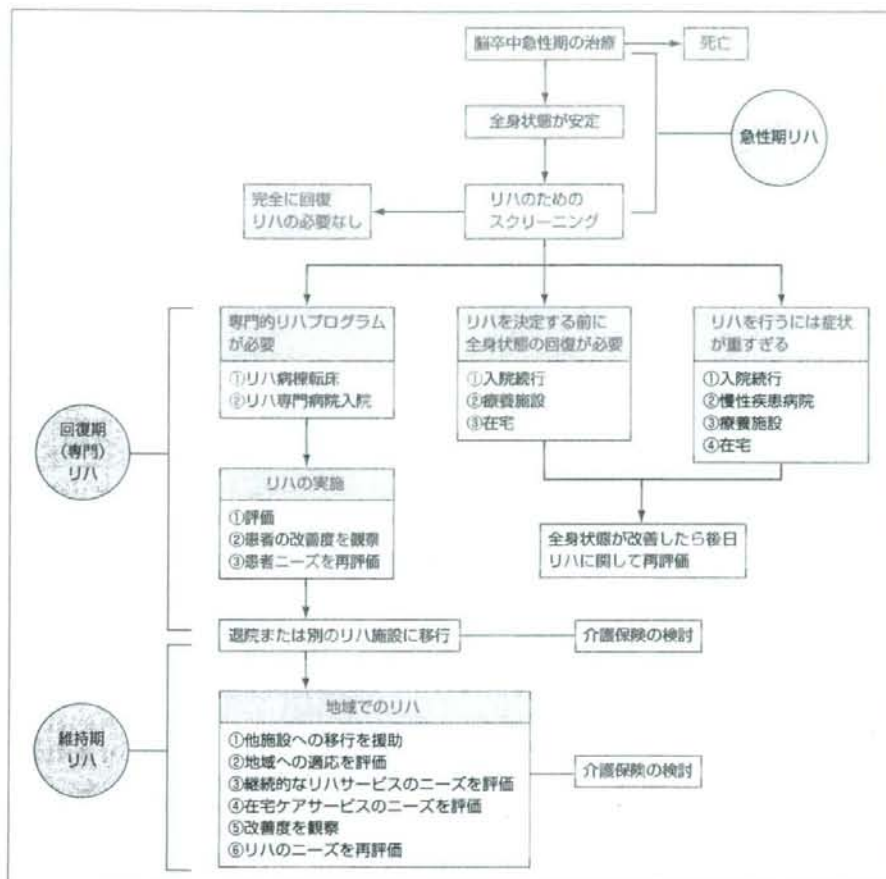 脳卒中急性期の治療
死亡
全身状態が安定
急性期リハ
完全に回復
リハの必要なし
リハのための
スクリーニング
専門的リハプログラム
が必要
①リハ病棟転床
②リハ専門病院入院
リハを決定する前に
全身状態の回復が必要
①入院続行
②療養施設
③在宅
リハを行うには症状
が重すぎる
①入院続行
②慢性疾患病院
③療養施設
④在宅
回復期
（専門）
リハ
リハの実施
①評価
②患者の改善度を観察
③患者ニーズを再評価
全身状態が改善したら後日
リハに関して再評価
退院または別のリハ施設に移行
介護保険の検討
維持期
リハ
地域でのリハ
①他施設への移行を援助
②地域への適応を評価
③継続的なリハサービスのニーズを評価
④在宅ケアサービスのニーズを評価
⑤改善度を観察
⑥リハのニーズを再評価
介護保険の検討